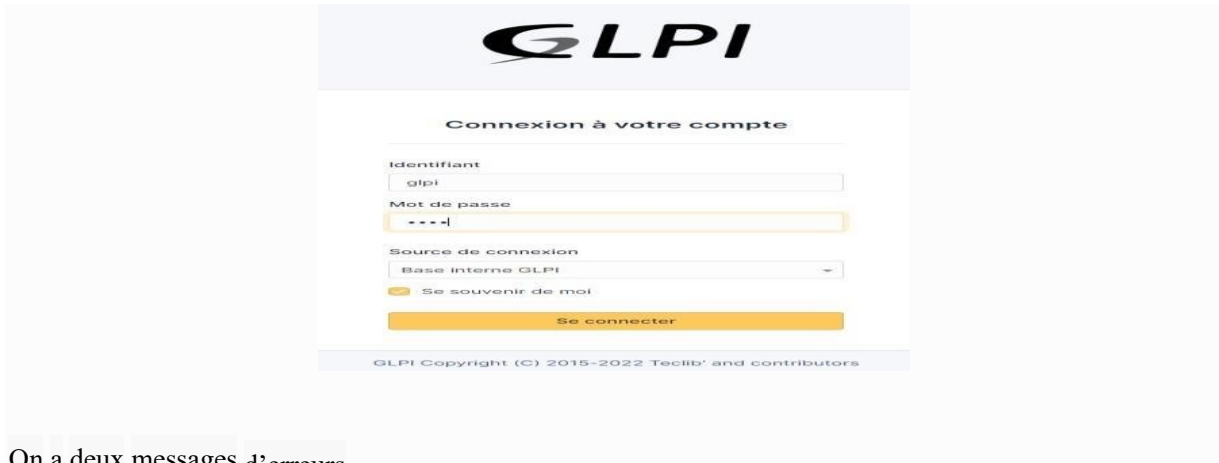 GLPI
Connexion à votre compte
Identifiant
glpi
Mot de passe
••••
Source de connexion
Base interne GLPI
Se souvenir de moi
Se connecter
GLPI Copyright (C) 2015-2022 Teclib' and contributors
On a deux messages d'erreurs